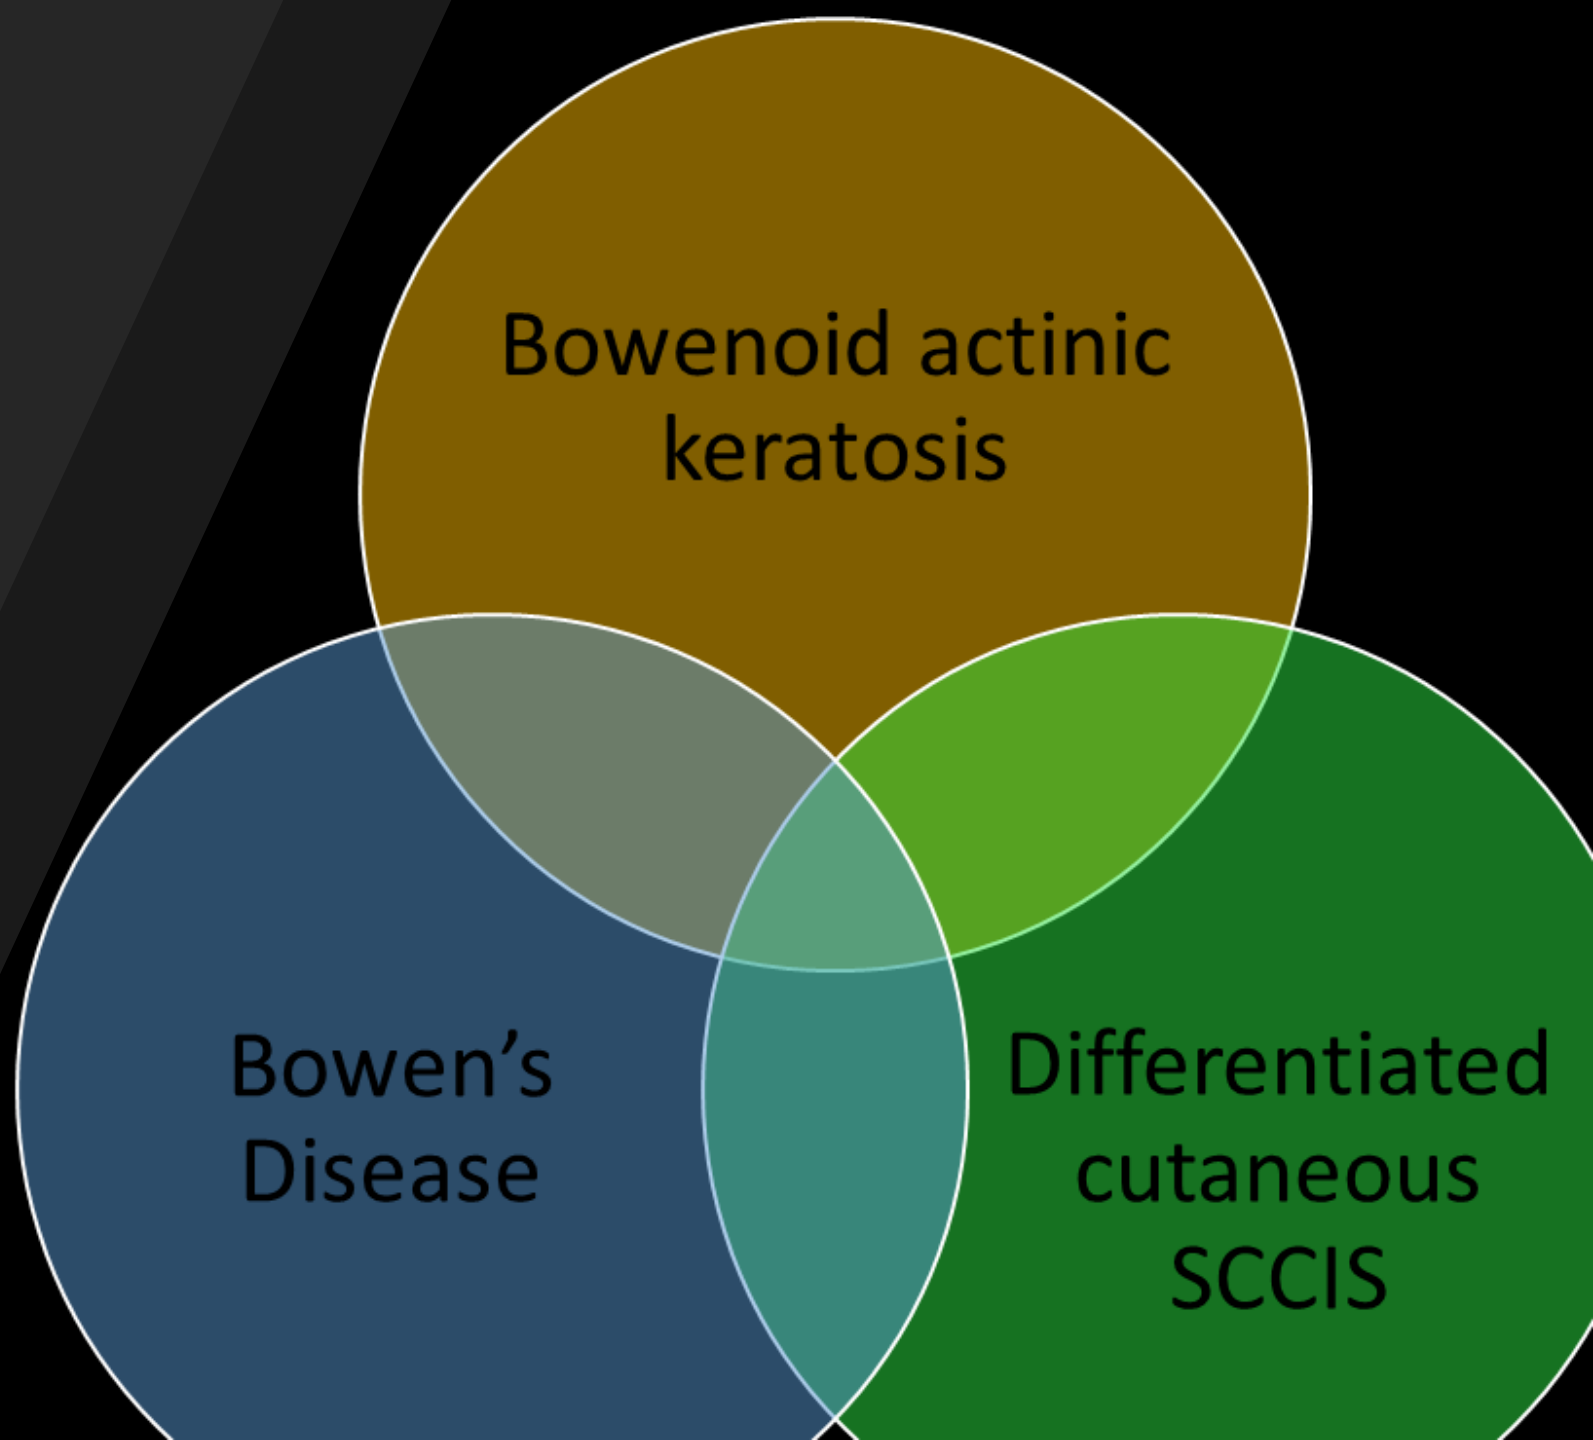 Bowenoid actinic
keratosis
Bowen’s
Disease
Differentiated
cutaneous
SCCIS